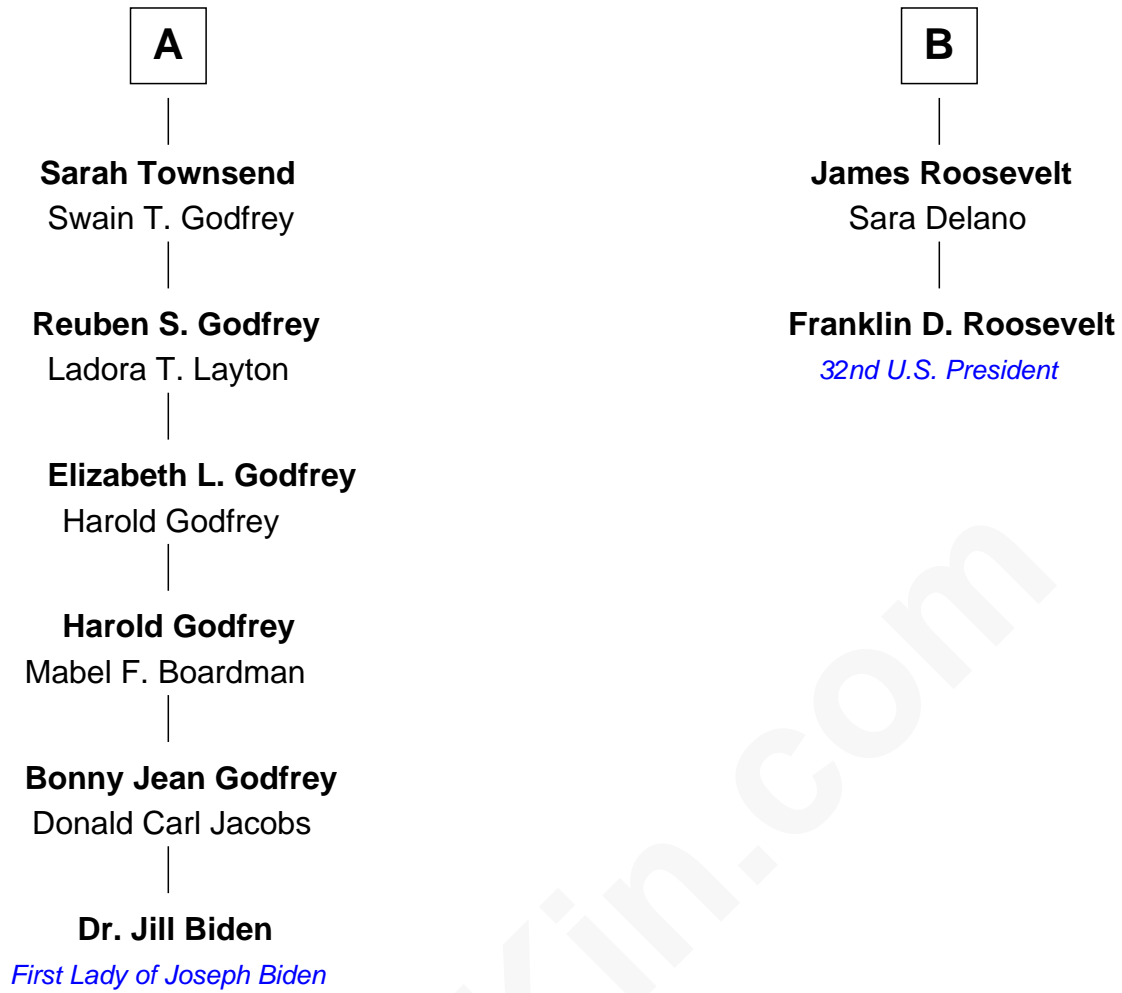 A
Sarah Townsend
Swain T. Godfrey
Reuben S. Godfrey
Ladora T. Layton
Elizabeth L. Godfrey
Harold Godfrey
Harold Godfrey
Mabel F. Boardman
Bonny Jean Godfrey
Donald Carl Jacobs
Dr. Jill Biden
First Lady of Joseph Biden
B
James Roosevelt
Sara Delano
Franklin D. Roosevelt
32nd U.S. President